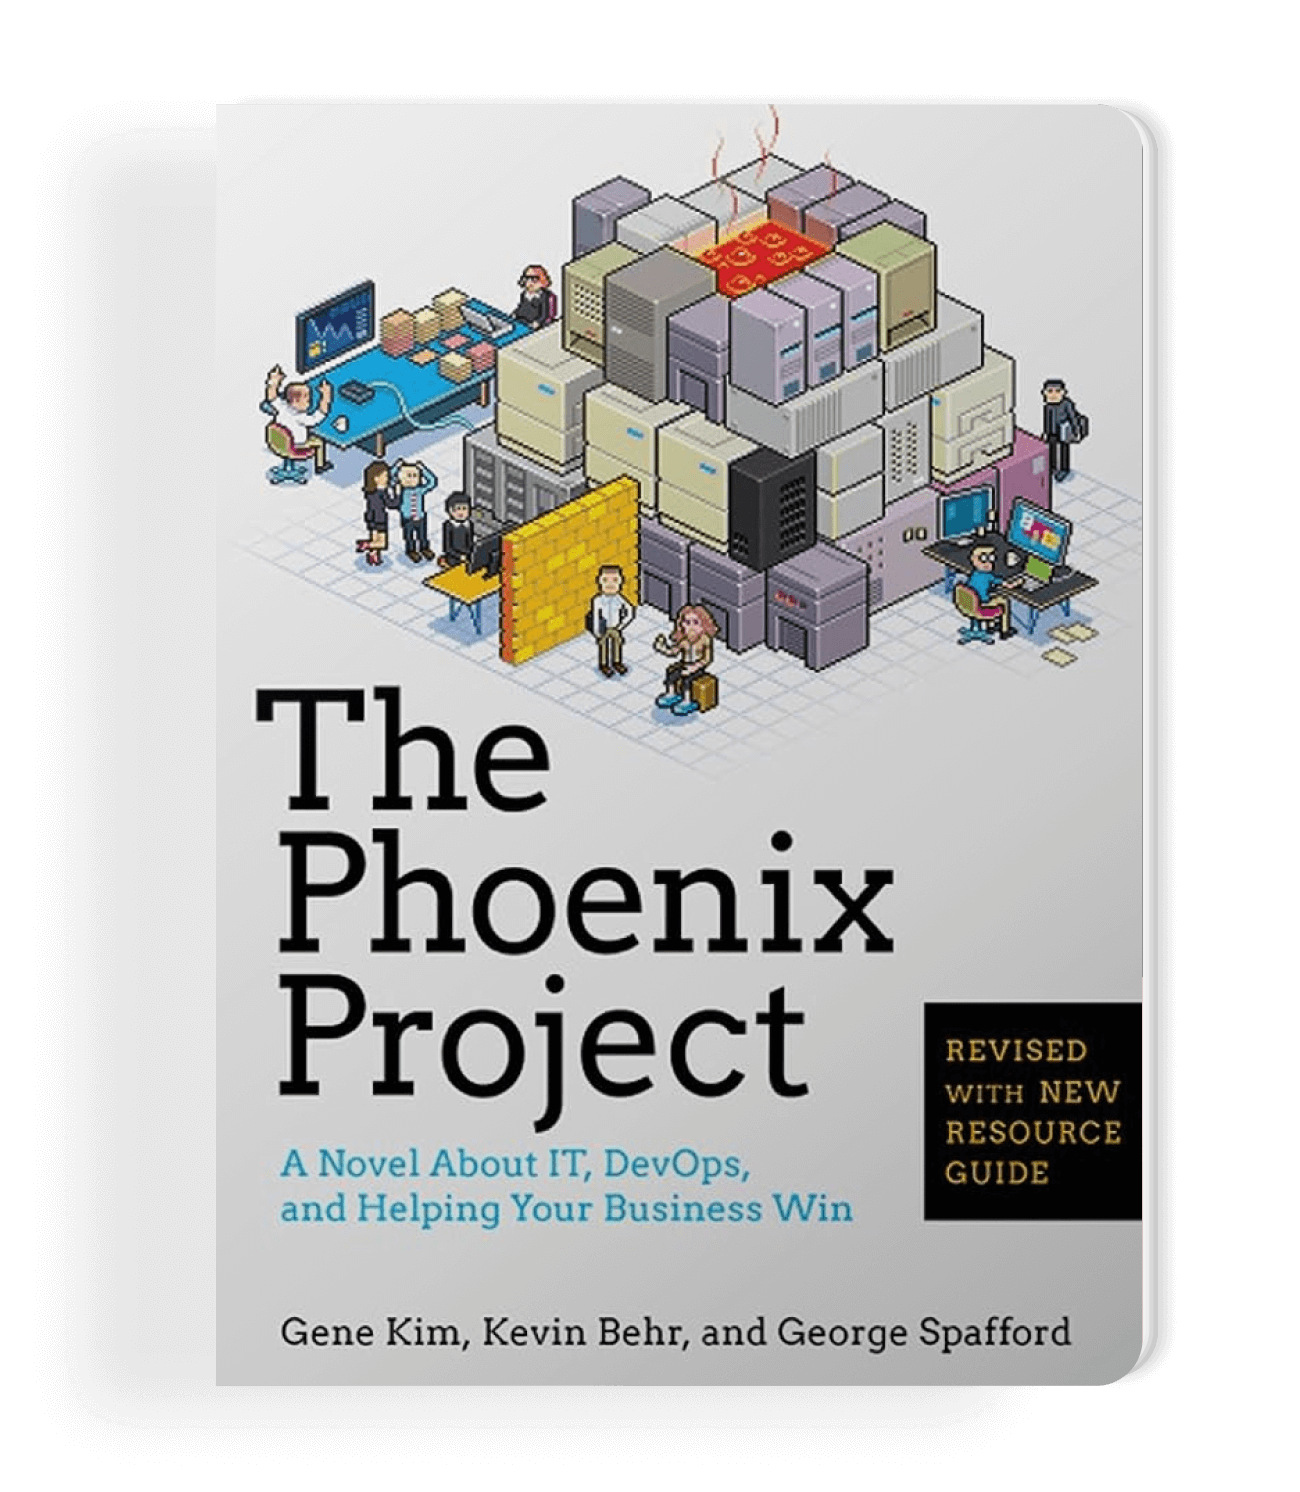 The
Phoenix
Project
A Novel About IT, DevOps,
and Helping Your Business Win
REVISED
WITH NEW
RESOURCE
GUIDE
Gene Kim, Kevin Behr, and George Spafford